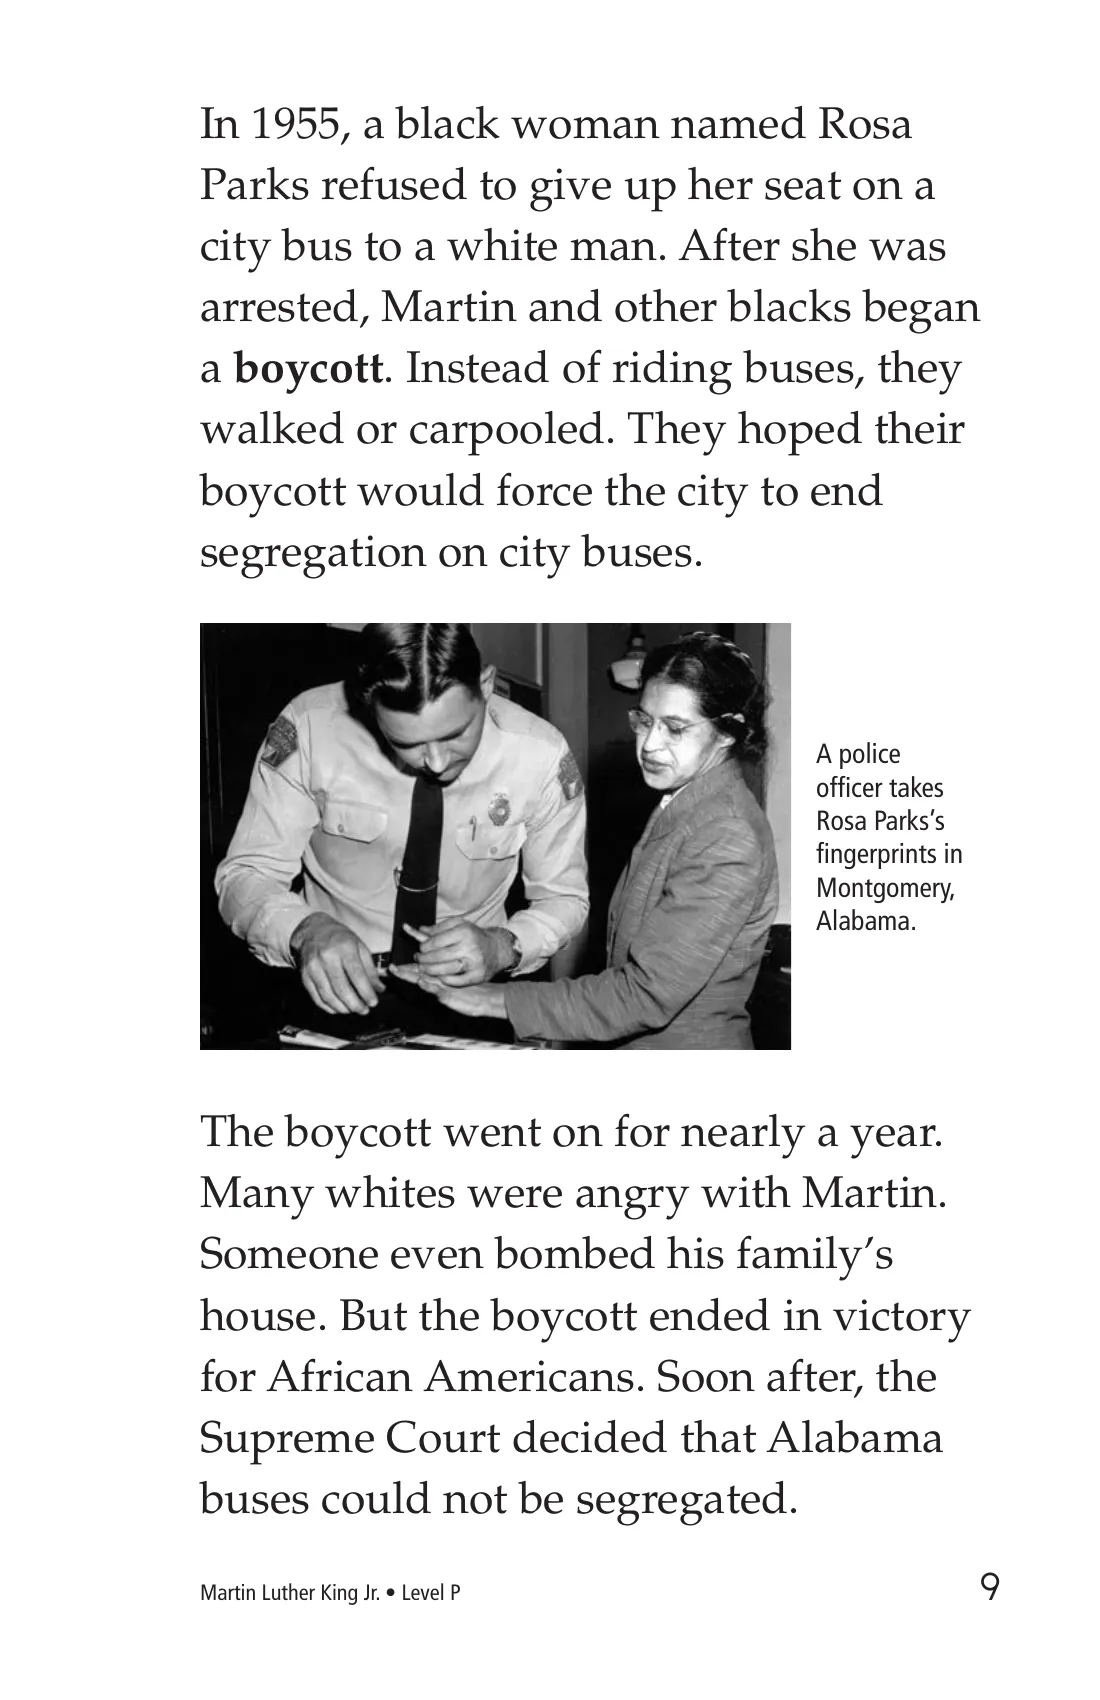 In 1955, a black woman named Rosa
Parks refused to give up her seat on a
city bus to a white man. After she was
arrested, Martin and other blacks began
a boycott. Instead of riding buses, they
walked or carpooled. They hoped their
boycott would force the city to end
segregation on city buses.
A police
officer takes
Rosa Parks’s
fingerprints in
Montgomery,
Alabama.
The boycott went on for nearly a year.
Many whites were angry with Martin.
Someone even bombed his family’s
house. But the boycott ended in victory
for African Americans. Soon after, the
Supreme Court decided that Alabama
buses could not be segregated.
Martin Luther King Jr. • Level P
9